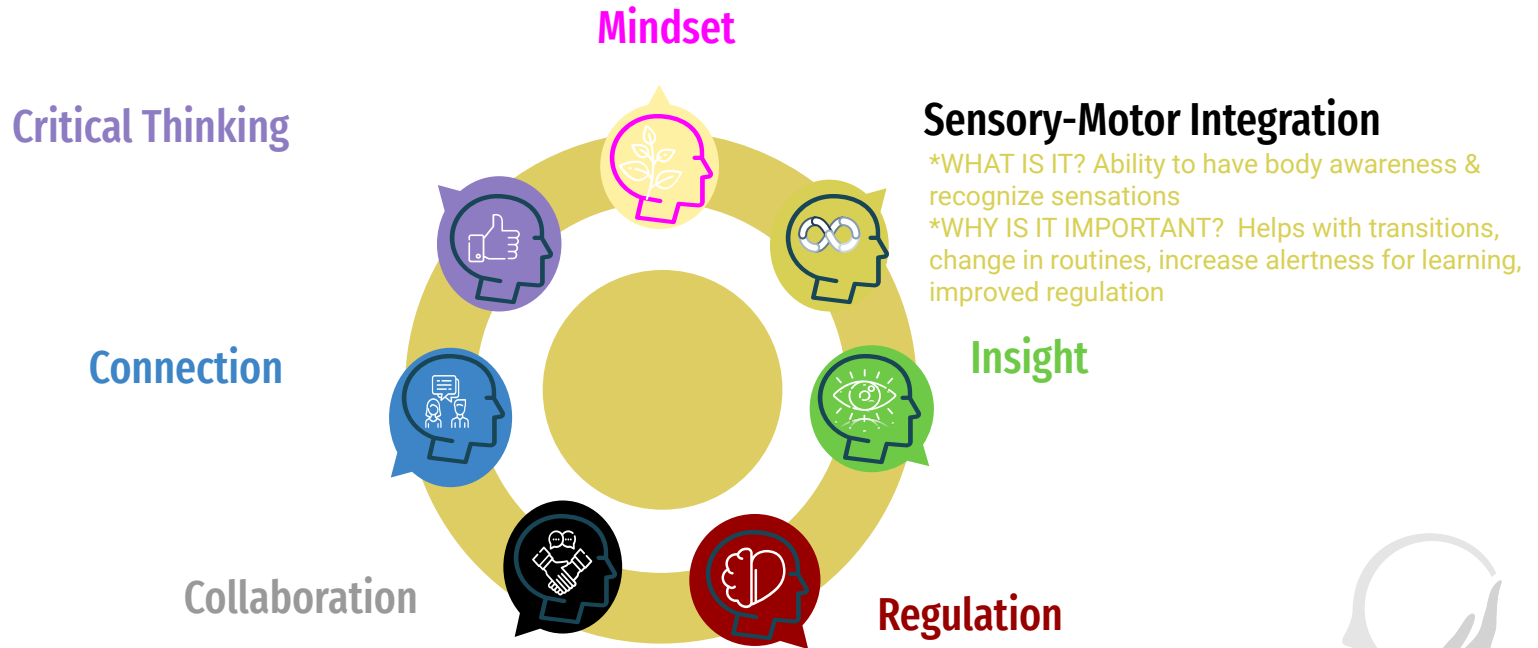 Mindset
Critical Thinking
Sensory-Motor Integration
*WHAT IS IT? Ability to have body awareness &
recognize sensations
*WHY IS IT IMPORTANT?  Helps with transitions,
change in routines, increase alertness for learning,
improved regulation
Connection
Insight
Collaboration
Regulation